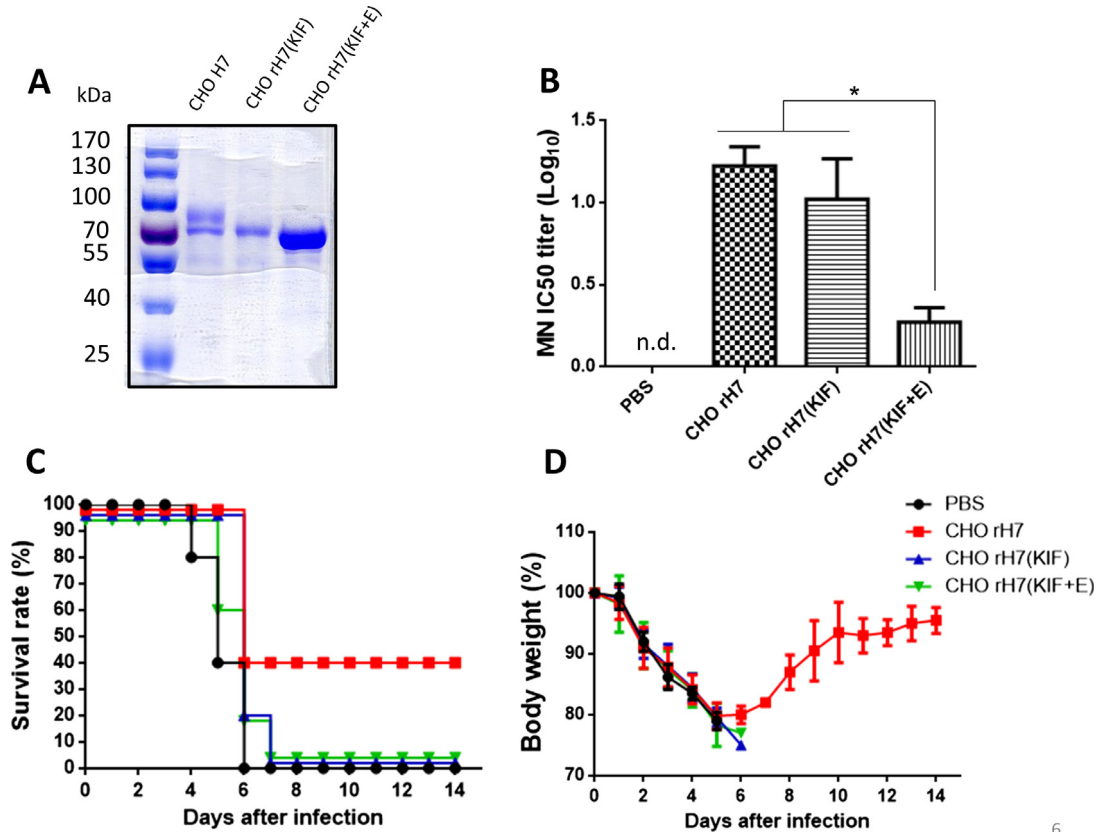 A
kDa
CHO H7
CHO rH7(KIF)
CHO rH7(KIF+E)
170
130
100
70
55
40
25
B
*
MN IC50 titer (Log10)
1.5
1.0
0.5
0.0
n.d.
PBS
CHO rH7
CHO rH7(KIF)
CHO rH7(KIF+E)
C
Survival rate (%)
100
90
80
70
60
50
40
30
20
10
0
0 2 4 6 8 10 12 14
Days after infection
D
PBS
CHO rH7
CHO rH7(KIF)
CHO rH7(KIF+E)
Body weight (%)
110
100
90
80
70
0 2 4 6 8 10 12 14
Days after infection
6